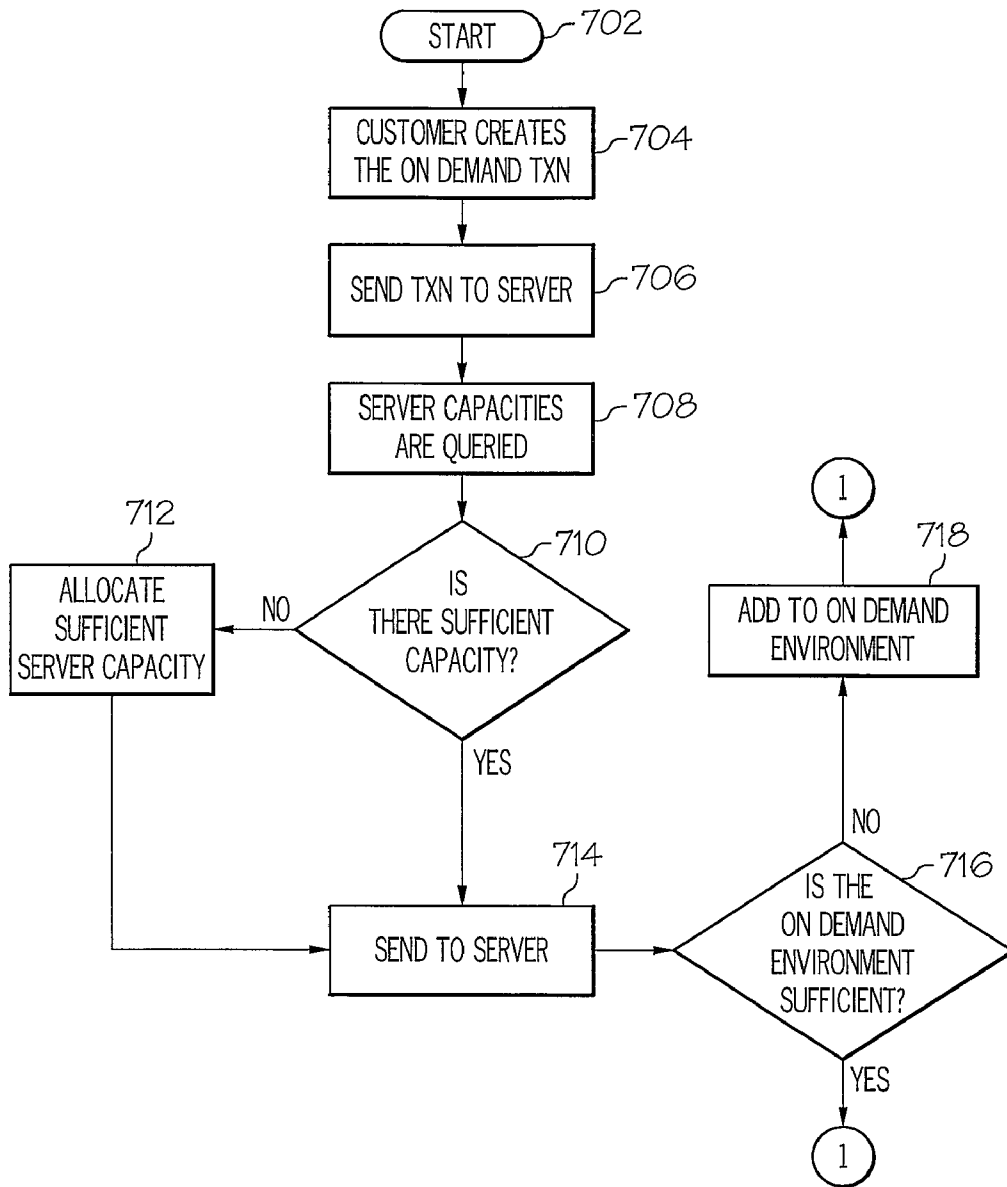 START
702
CUSTOMER CREATES
THE ON DEMAND TXN
704
SEND TXN TO SERVER
706
SERVER CAPACITIES
ARE QUERIED
708
712
ALLOCATE
SUFFICIENT
SERVER CAPACITY
NO
710
IS
THERE SUFFICIENT
CAPACITY?
YES
714
SEND TO SERVER
1
718
ADD TO ON DEMAND
ENVIRONMENT
NO
716
IS THE
ON DEMAND
ENVIRONMENT
SUFFICIENT?
YES
1